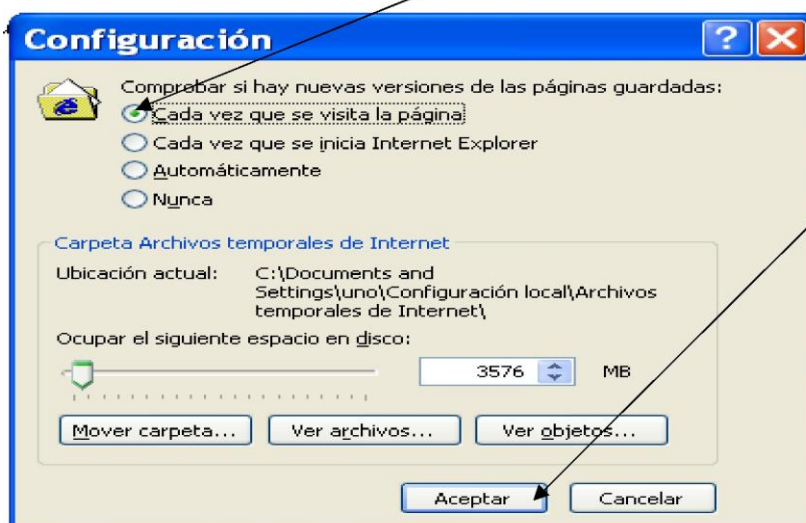 Configuración
Comprobar si hay nuevas versiones de las páginas guardadas:
Cada vez que se visita la página
Cada vez que se inicia Internet Explorer
Automáticamente
Nunca
Carpeta Archivos temporales de Internet
Ubicación actual: C:\Documents and
Settings\uno\Configuración local\Archivos
temporales de Internet\
Ocupar el siguiente espacio en disco:
3576 MB
Mover carpeta... Ver archivos... Ver objetos...
Aceptar Cancelar